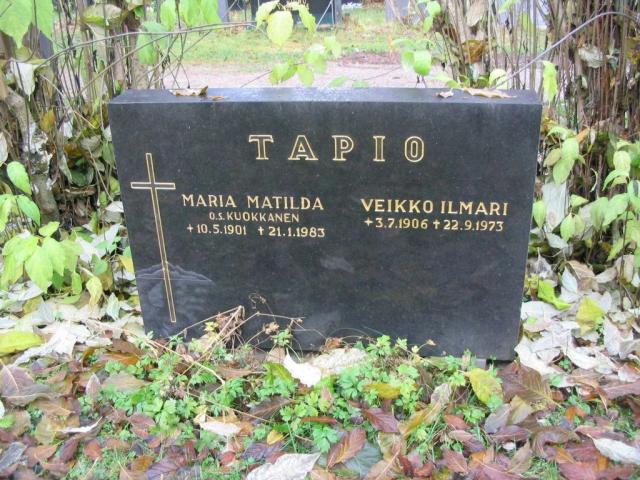 TAPIO
MARIA MATILDA
O.S. KUOKKANEN
+ 10.5.1901 + 21.1.1983
VEIKKO ILMARI
+ 3.7.1906 + 22.9.1973